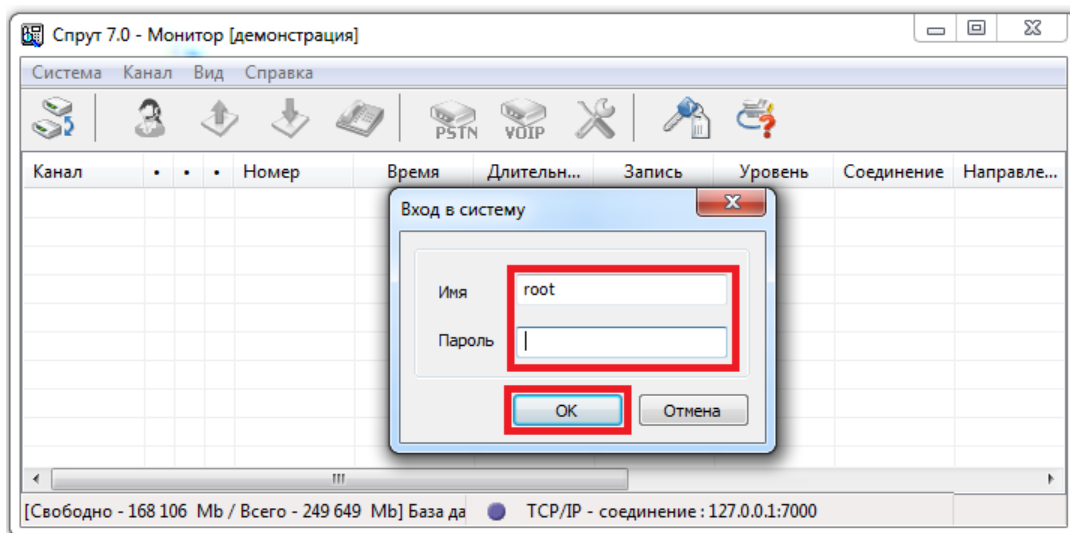 Спрут 7.0 - Монитор [демонстрация]
Система Канал Вид Справка
PSTN VOIP
Канал • • • Номер Время Длительн... Запись Уровень Соединение Направле...
Вход в систему
Имя root
Пароль
OK Отмена
[Свободно - 168 106 Mb / Всего - 249 649 Mb] База да TCP/IP - соединение : 127.0.0.1:7000